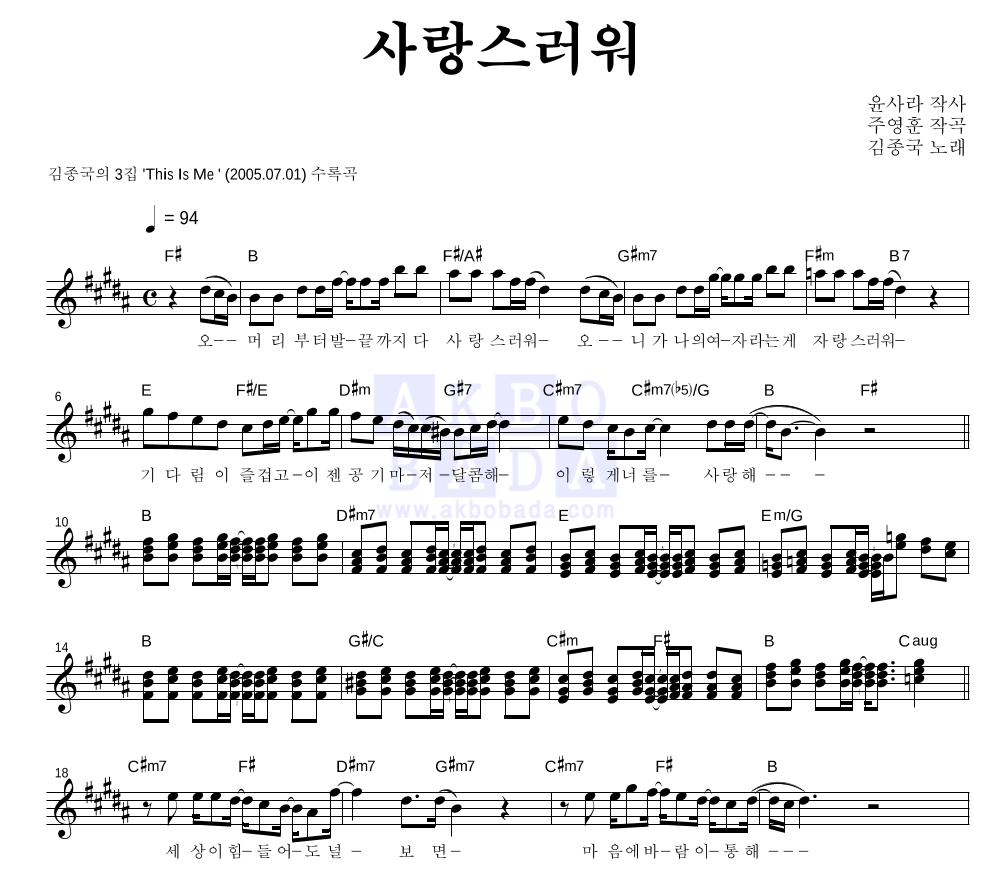 사랑스러워
윤사라 작사
주영훈 작곡
김종국 노래
김종국의 3집 'This Is Me ' (2005.07.01) 수록곡
= 94
F# B F#/A# G#m7 F#m B7
오-- 머리 부터발-끝까지다 사랑스러워- 오-- 니가 나의여-자라는게 자랑스러워-
6 E F#/E D#m G#7 C#m7 C#m7(b5)/G B F#
기다림이 즐겁고-이젠 공기마-저-달콤해- 이렇게너를- 사랑해-- -
AKBO
BADA
www.akbobada.com
10 B D#m7 E Em/G
14 B G#/C C#m F# B Caug
18 C#m7 F# D#m7 G#m7 C#m7 F# B
세상이힘-들어-도널- 보면- 마음에바-람이-통해---